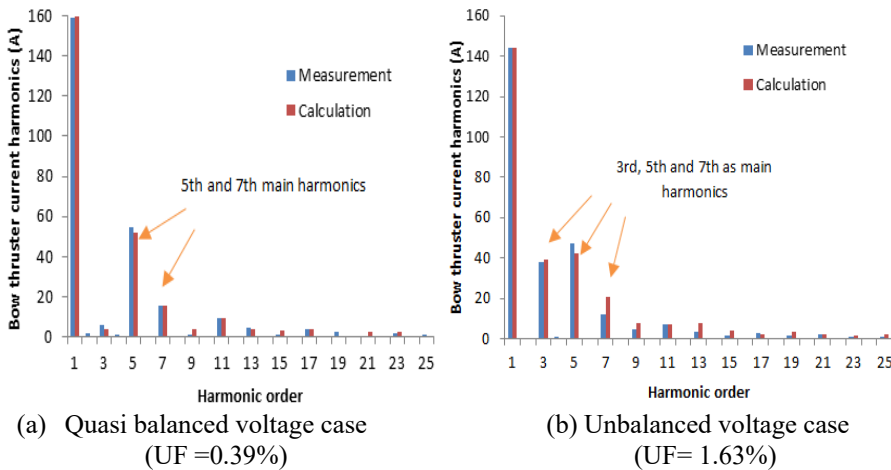 Bow thruster current harmonics (A)
160
140
120
100
80
60
40
20
0
Measurement
Calculation
5th and 7th main harmonics
1 3 5 7 9 11 13 15 17 19 21 23 25
Harmonic order
(a) Quasi balanced voltage case
(UF =0.39%)
Bow thruster current harmonics (A)
160
140
120
100
80
60
40
20
0
Measurement
Calculation
3rd, 5th and 7th as main
harmonics
1 3 5 7 9 11 13 15 17 19 21 23 25
Harmonic order
(b) Unbalanced voltage case
(UF= 1.63%)